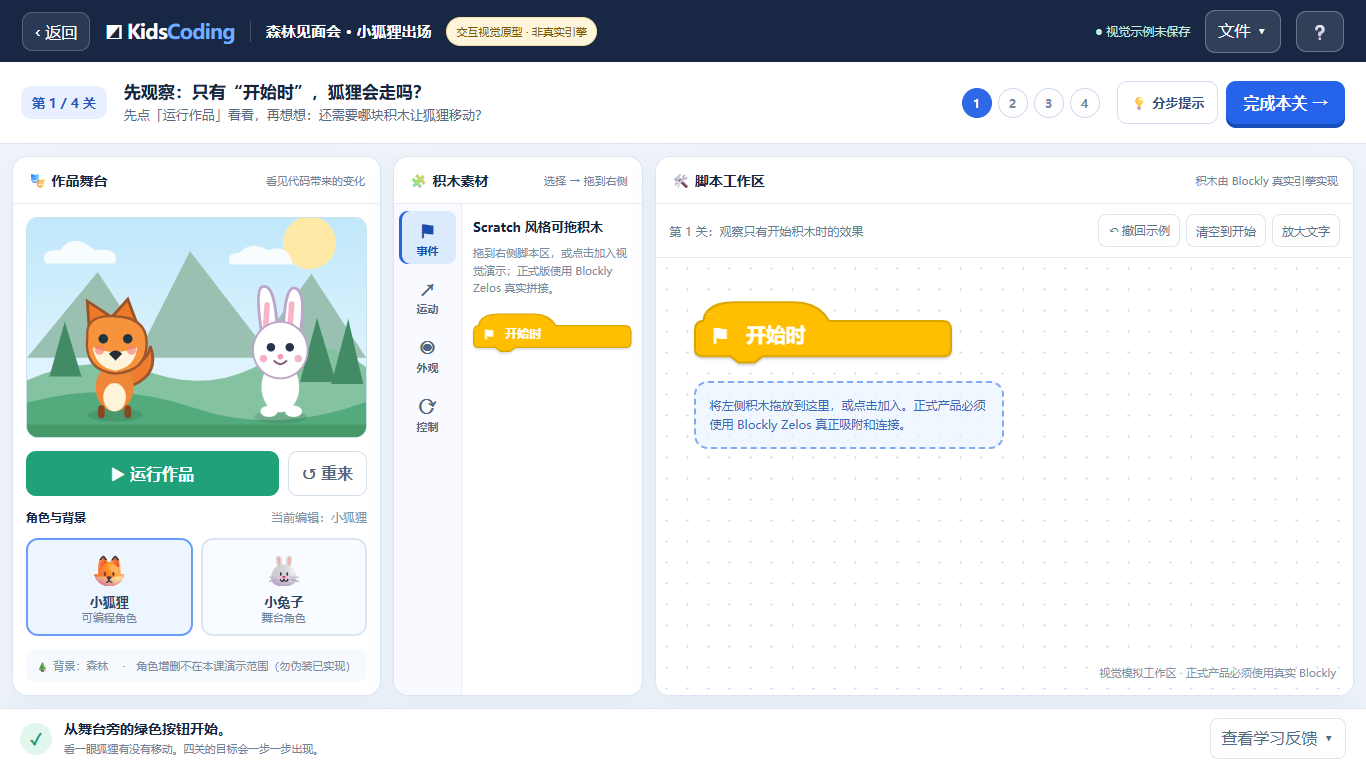 ‹ 返回
KidsCoding
森林见面会 • 小狐狸出场
交互视觉原型 · 非真实引擎
● 视觉示例未保存
文件 ▼
?
第 1 / 4 关
先观察：只有“开始时”，狐狸会走吗？
先点「运行作品」看看，再想想：还需要哪块积木让狐狸移动？
1 2 3 4
分步提示
完成本关 →
作品舞台
看见代码带来的变化
▶ 运行作品
↺ 重来
角色与背景
当前编辑：小狐狸
小狐狸
可编程角色
小兔子
舞台角色
背景：森林 · 角色增删不在本课演示范围（勿伪装已实现）
积木素材
选择 → 拖到右侧
事件
运动
外观
控制
Scratch 风格可拖积木
拖到右侧脚本区，或点击加入视
觉演示；正式版使用 Blockly
Zelos 真实拼接。
开始时
脚本工作区
积木由 Blockly 真实引擎实现
第 1 关：观察只有开始积木时的效果
↶ 撤回示例
清空到开始
放大文字
开始时
将左侧积木拖放到这里，或点击加入。正式产品必须
使用 Blockly Zelos 真正吸附和连接。
视觉模拟工作区 · 正式产品必须使用真实 Blockly
✓
从舞台旁的绿色按钮开始。
看一眼狐狸有没有移动。四关的目标会一步一步出现。
查看学习反馈 ▼